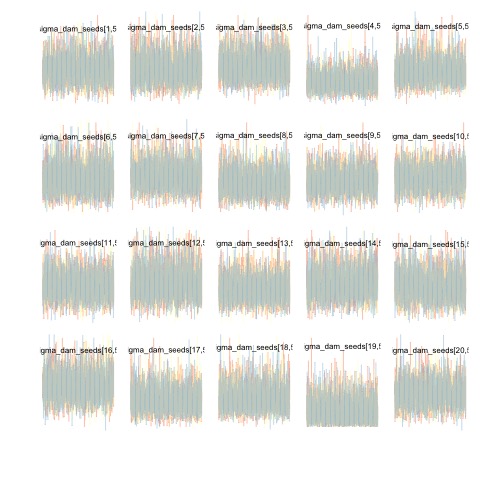 igma_dam_seeds[1,5
igma_dam_seeds[2,5
igma_dam_seeds[3,5
igma_dam_seeds[4,5
igma_dam_seeds[5,5
igma_dam_seeds[6,5
igma_dam_seeds[7,5
igma_dam_seeds[8,5
igma_dam_seeds[9,5
gma_dam_seeds[10,
gma_dam_seeds[11,5
gma_dam_seeds[12,5
gma_dam_seeds[13,5
gma_dam_seeds[14,5
gma_dam_seeds[15,5
gma_dam_seeds[16,5
gma_dam_seeds[17,5
gma_dam_seeds[18,5
gma_dam_seeds[19,5
gma_dam_seeds[20,5